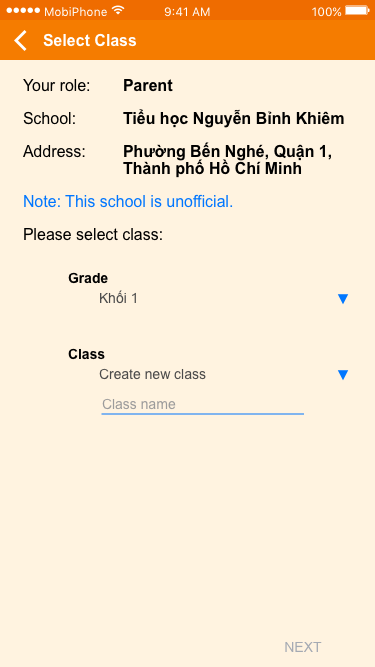 MobiPhone 9:41 AM 100%
Select Class
Your role: Parent
School: Tiểu học Nguyễn Bỉnh Khiêm
Address: Phường Bến Nghé, Quận 1,
Thành phố Hồ Chí Minh
Note: This school is unofficial.
Please select class:
Grade
Khối 1
Class
Create new class
Class name
NEXT